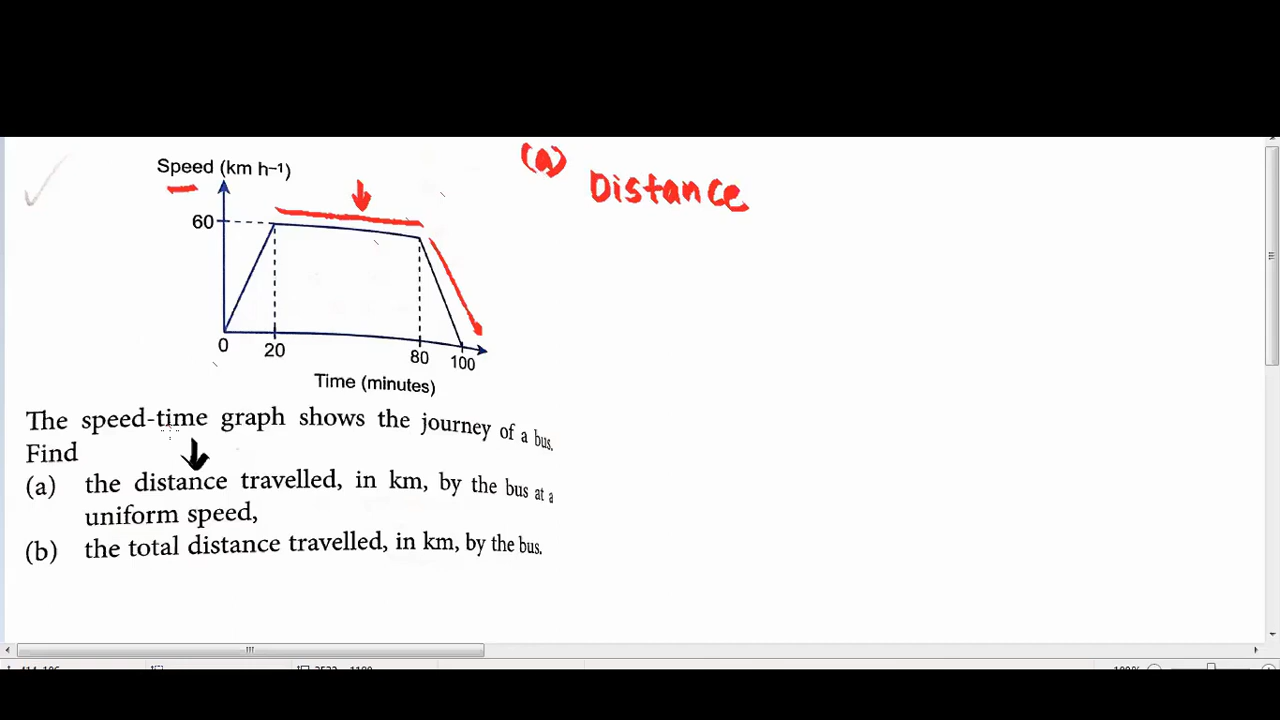 (a)
Distance
Speed (km h⁻¹)
60
0
20
80
100
Time (minutes)
The speed-time graph shows the journey of a bus.
Find
(a) the distance travelled, in km, by the bus at a
uniform speed,
(b) the total distance travelled, in km, by the bus.